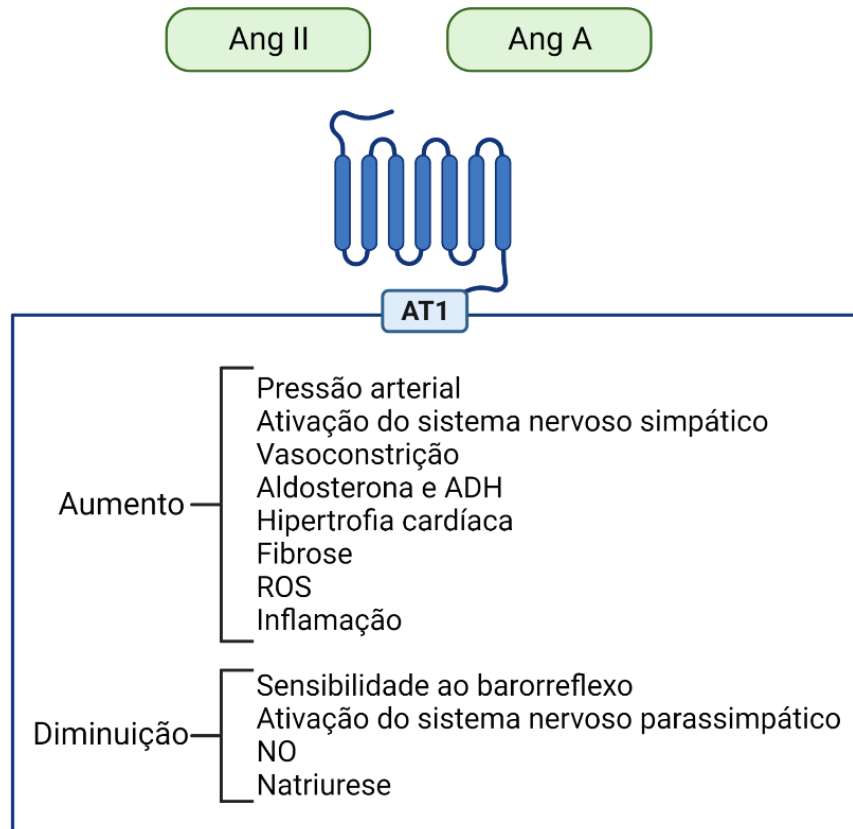 Ang II
Ang A
AT1
Aumento
Pressão arterial
Ativação do sistema nervoso simpático
Vasoconstrição
Aldosterona e ADH
Hipertrofia cardíaca
Fibrose
ROS
Inflamação
Diminuição
Sensibilidade ao barorreflexo
Ativação do sistema nervoso parassimpático
NO
Natriurese